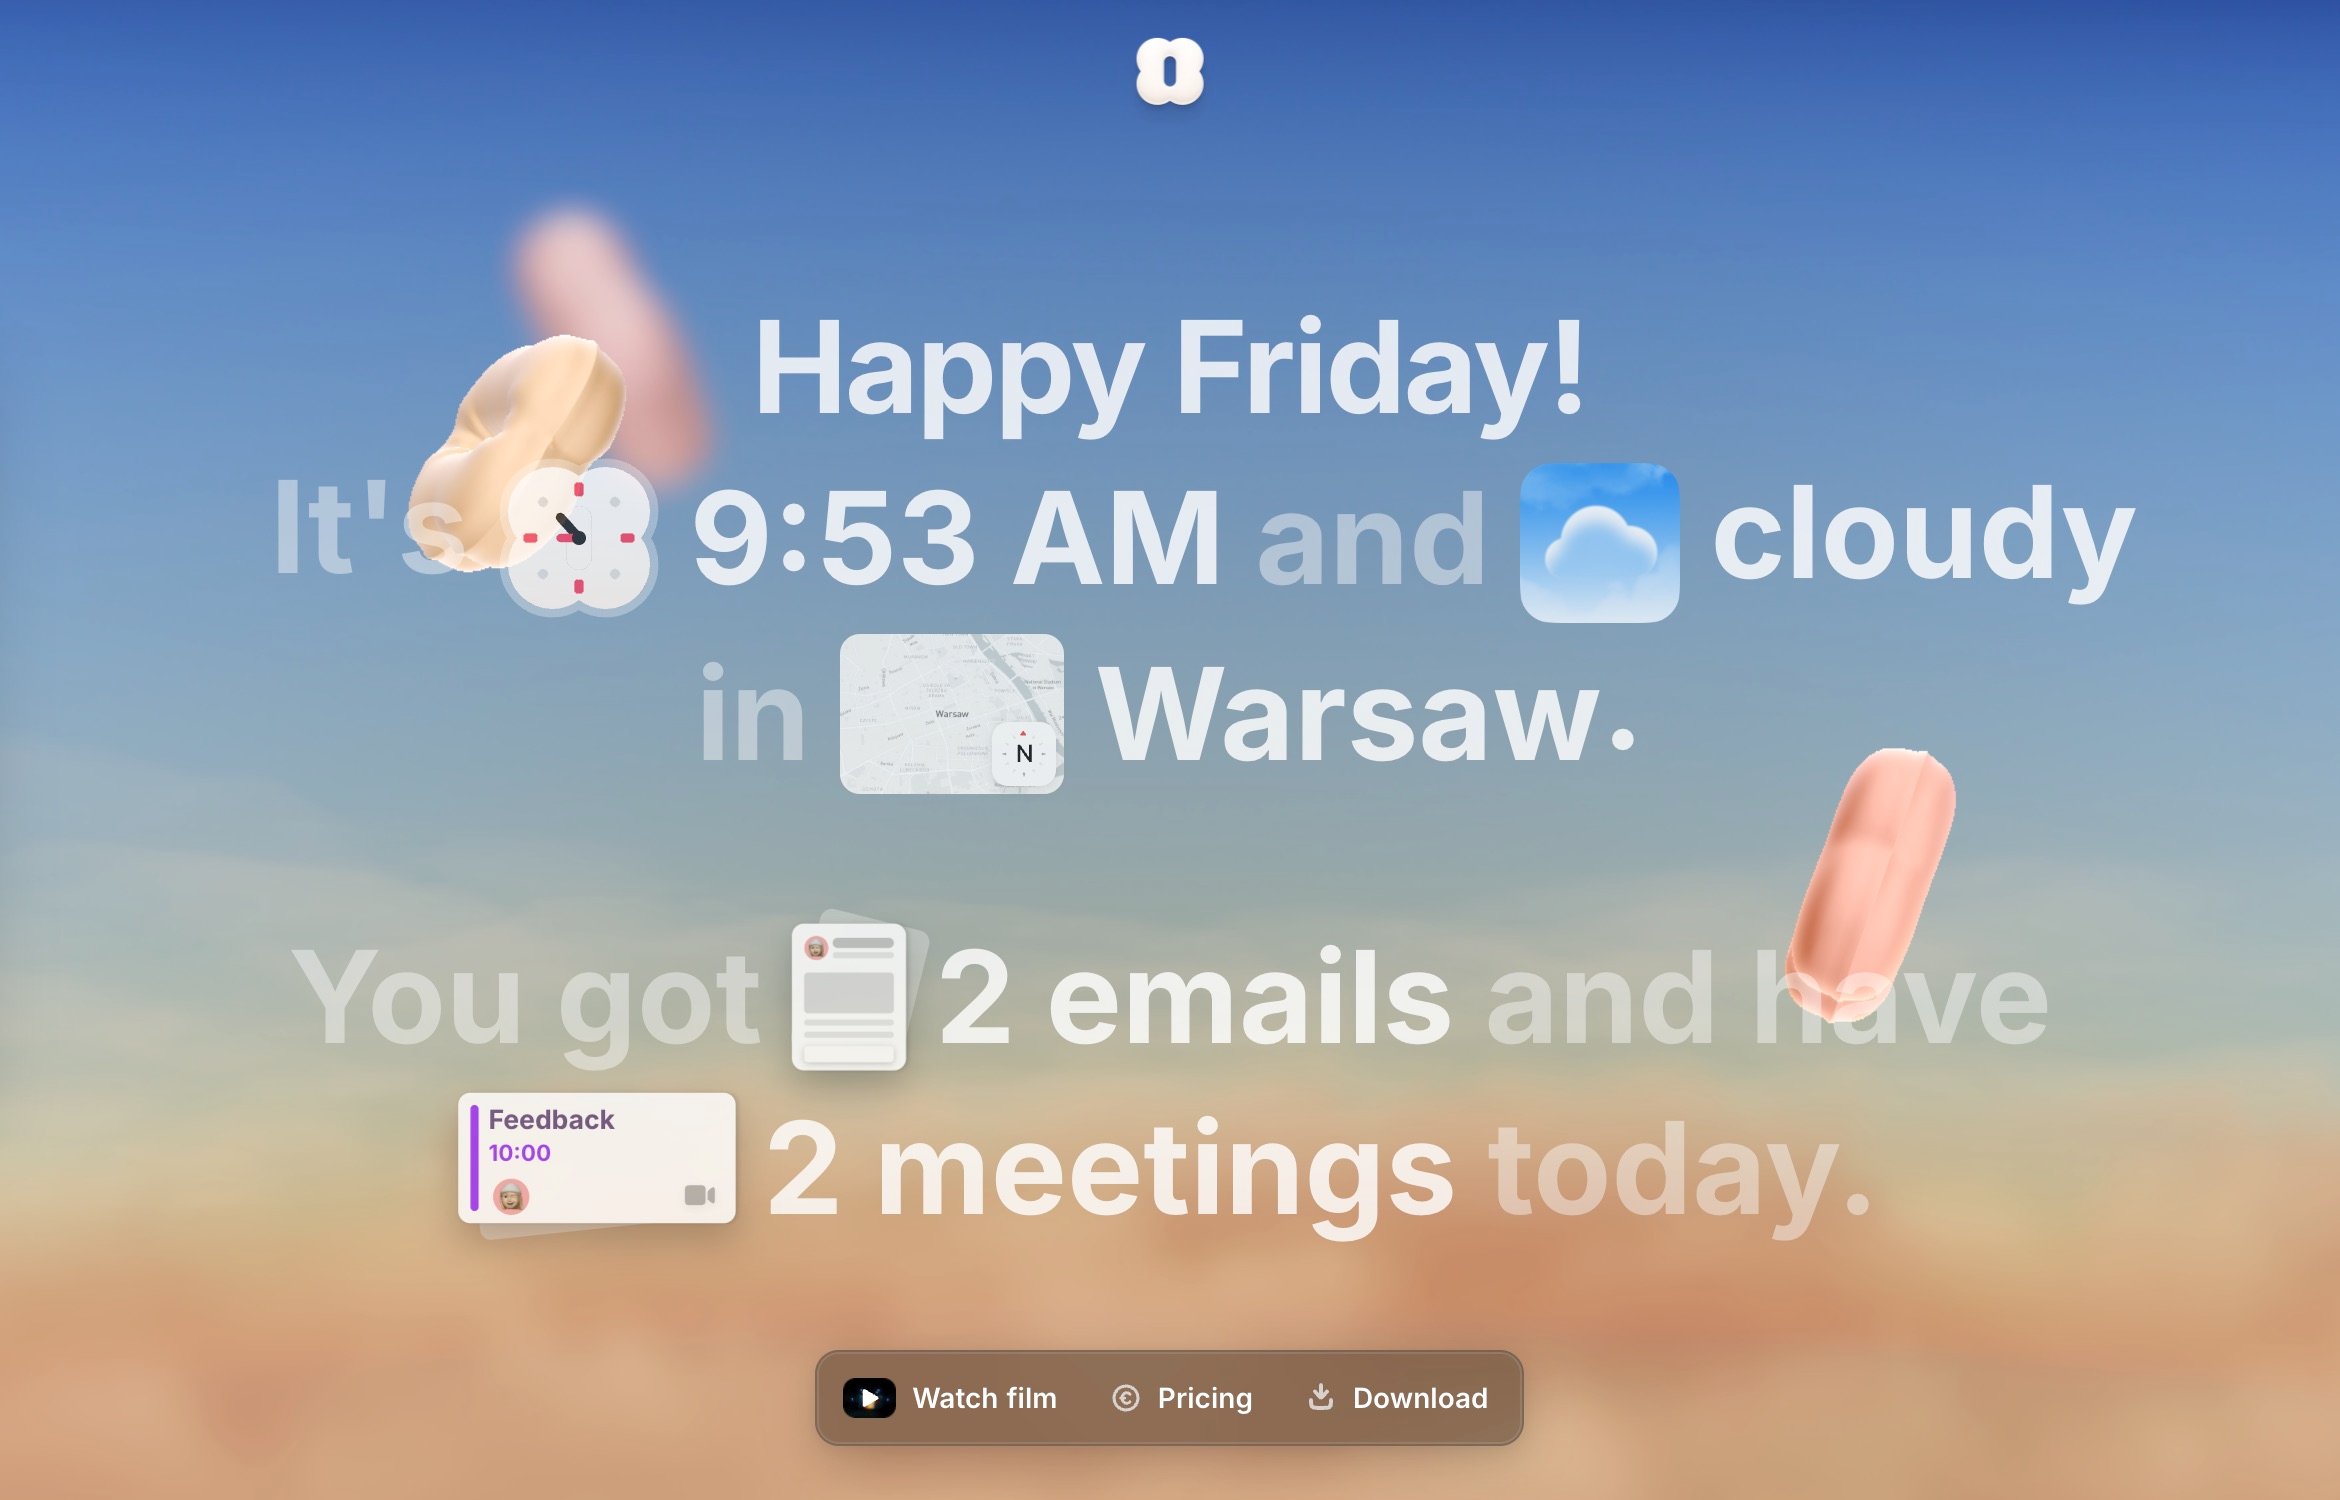 Happy Friday!
It's 9:53 AM and cloudy
in Warsaw.
Warsaw
N
You got 2 emails and have
Feedback
10:00
2 meetings today.
Watch film
Pricing
Download